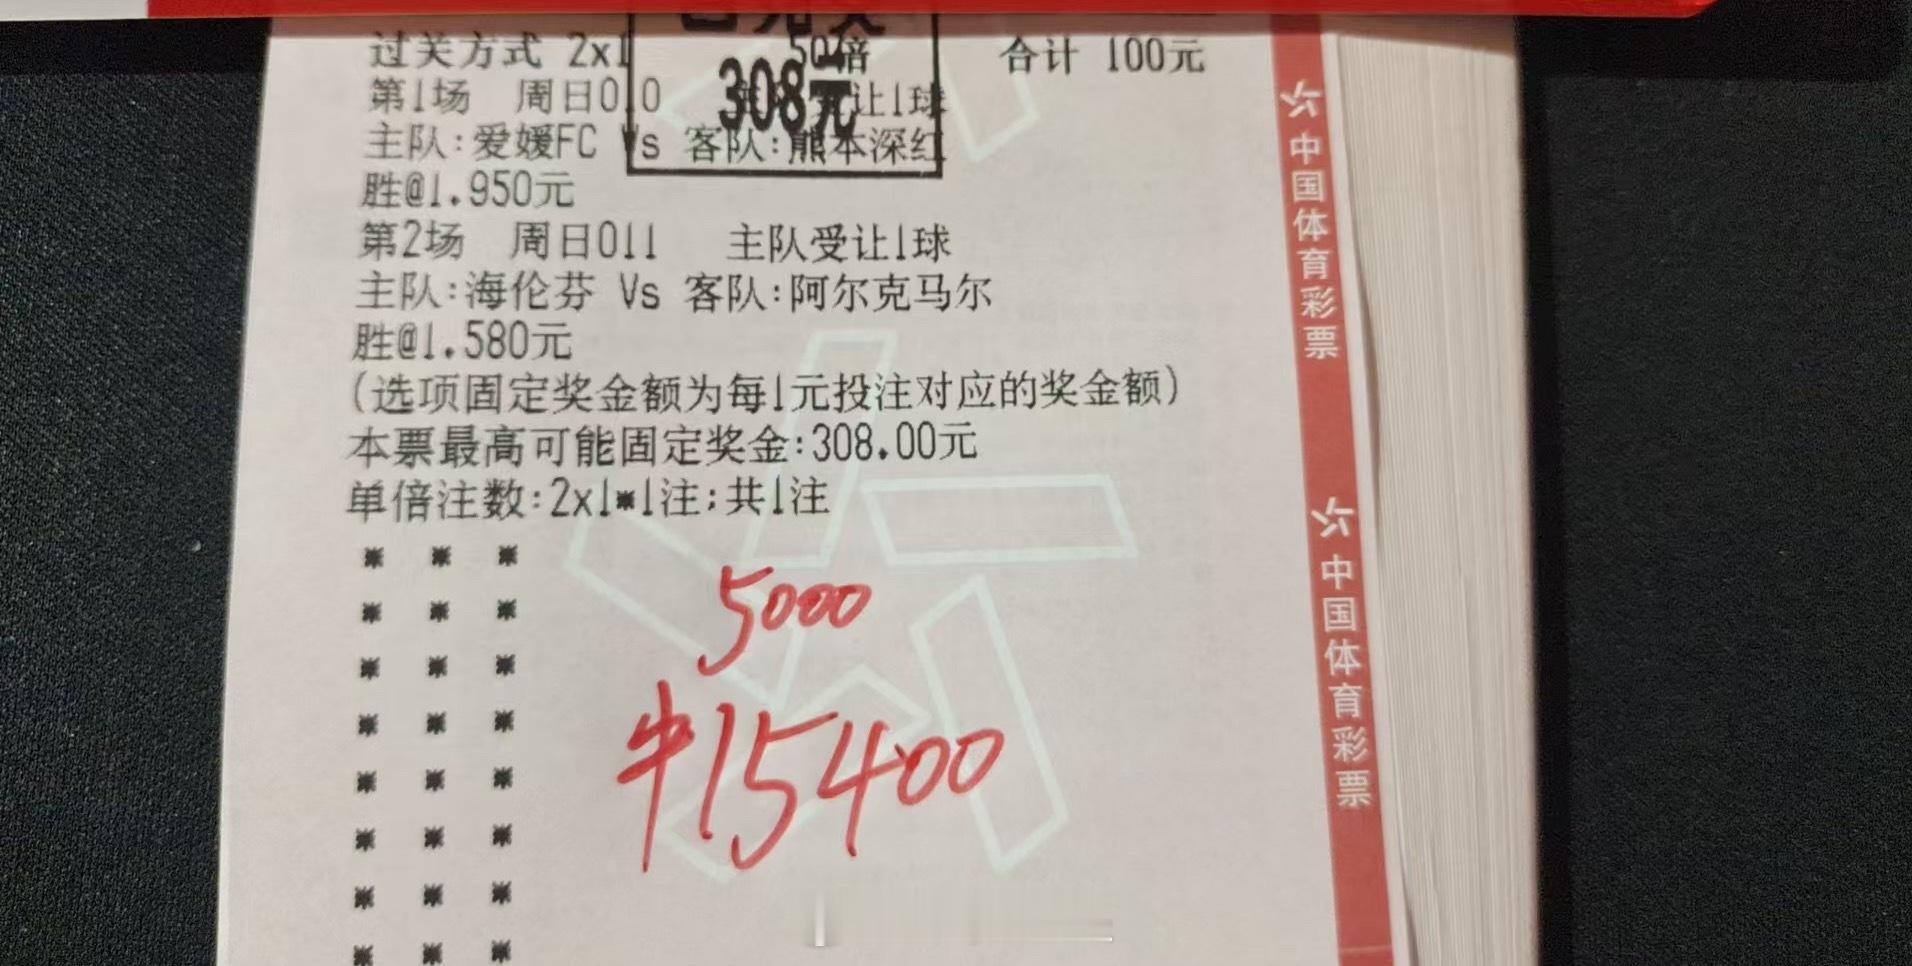 已兑奖
308元
过关方式 2x1 50倍 合计 100元
第1场 周日010 让1球
主队:爱媛FC Vs 客队:熊本深红
胜@1.950元
第2场 周日011 主队受让1球
主队:海伦芬 Vs 客队:阿尔克马尔
胜@1.580元
(选项固定奖金额为每1元投注对应的奖金额)
本票最高可能固定奖金:308.00元
单倍注数:2x1*1注;共1注
5000
中15400
中国体育彩票
中国体育彩票